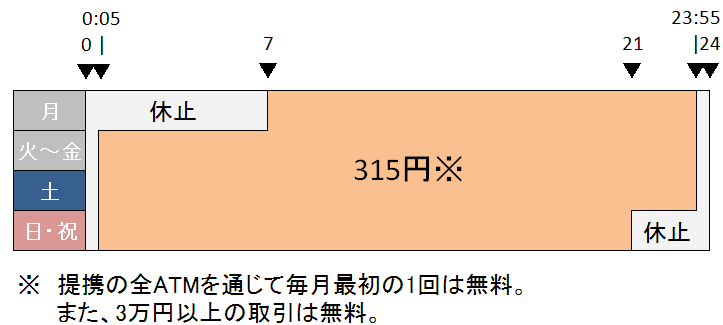 0:05 23:55
0 | 7 21 |24
月 休止
火～金
315円※
土
日・祝 休止
※ 提携の全ATMを通じて毎月最初の1回は無料。
また、3万円以上の取引は無料。